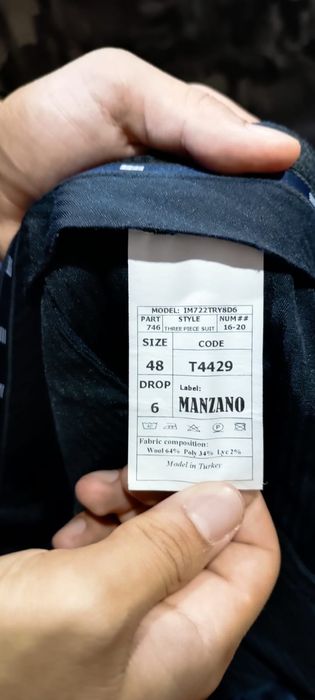 MODEL: IM722TRY8D6
PART STYLE NUM##
746 THREE PIECE SUIT 16-20
SIZE CODE
48 T4429
DROP Label:
6 MANZANO
Fabric composition:
Wool 64% Poly 34% Lyc 2%
Model in Turkey